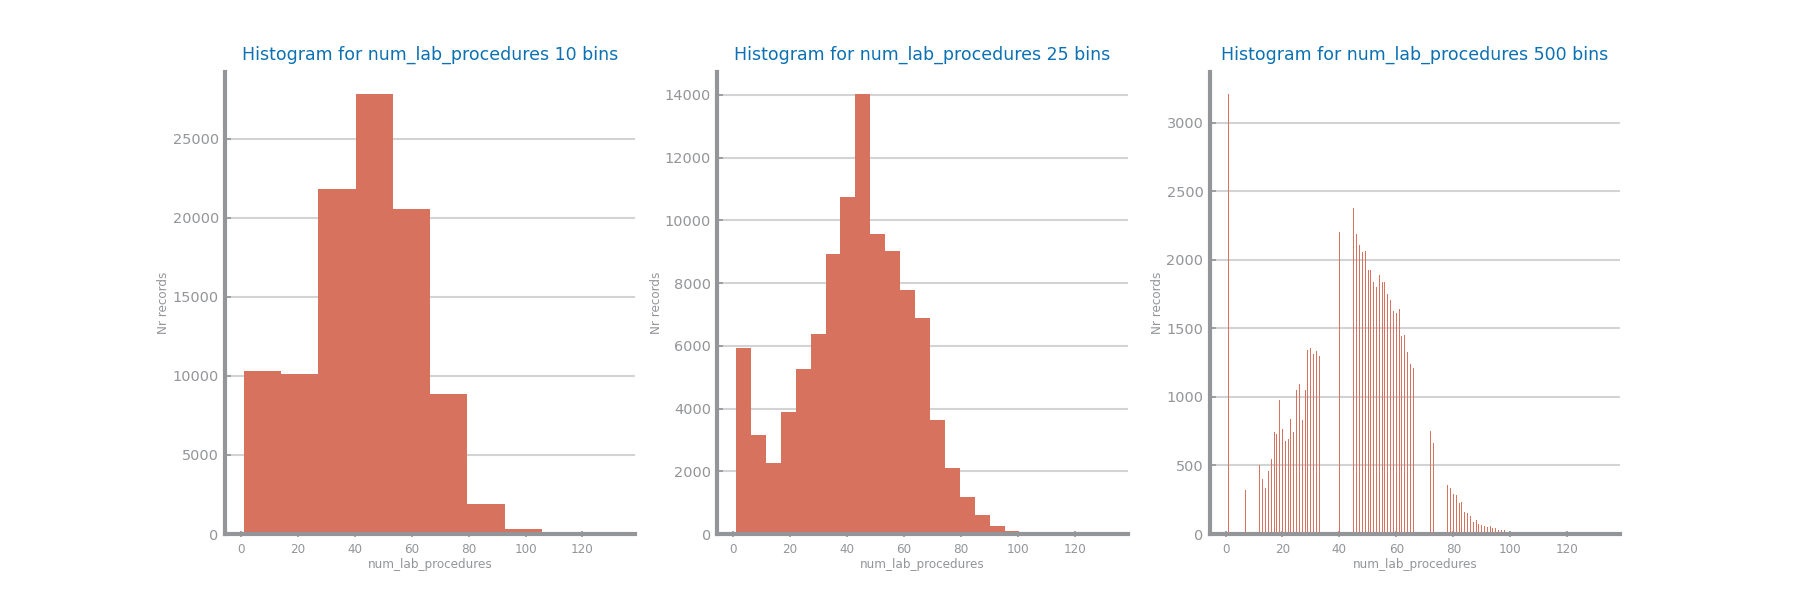 Histogram for num_lab_procedures 10 bins
25000
20000
15000
10000
5000
0
Nr records
0 20 40 60 80 100 120
num_lab_procedures
Histogram for num_lab_procedures 25 bins
14000
12000
10000
8000
6000
4000
2000
0
Nr records
0 20 40 60 80 100 120
num_lab_procedures
Histogram for num_lab_procedures 500 bins
3000
2500
2000
1500
1000
500
0
Nr records
0 20 40 60 80 100 120
num_lab_procedures